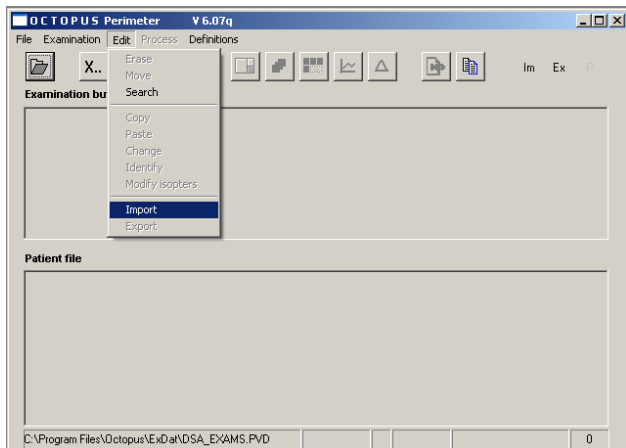 OCTOPUS Perimeter V 6.07q
File Examination Edit Process Definitions
X.. Im Ex P
Erase
Move
Search
Copy
Paste
Change
Identify
Modify isopters
Import
Export
Examination bu
Patient file
C:\Program Files\Octopus\ExDat\DSA_EXAMS.PVD 0